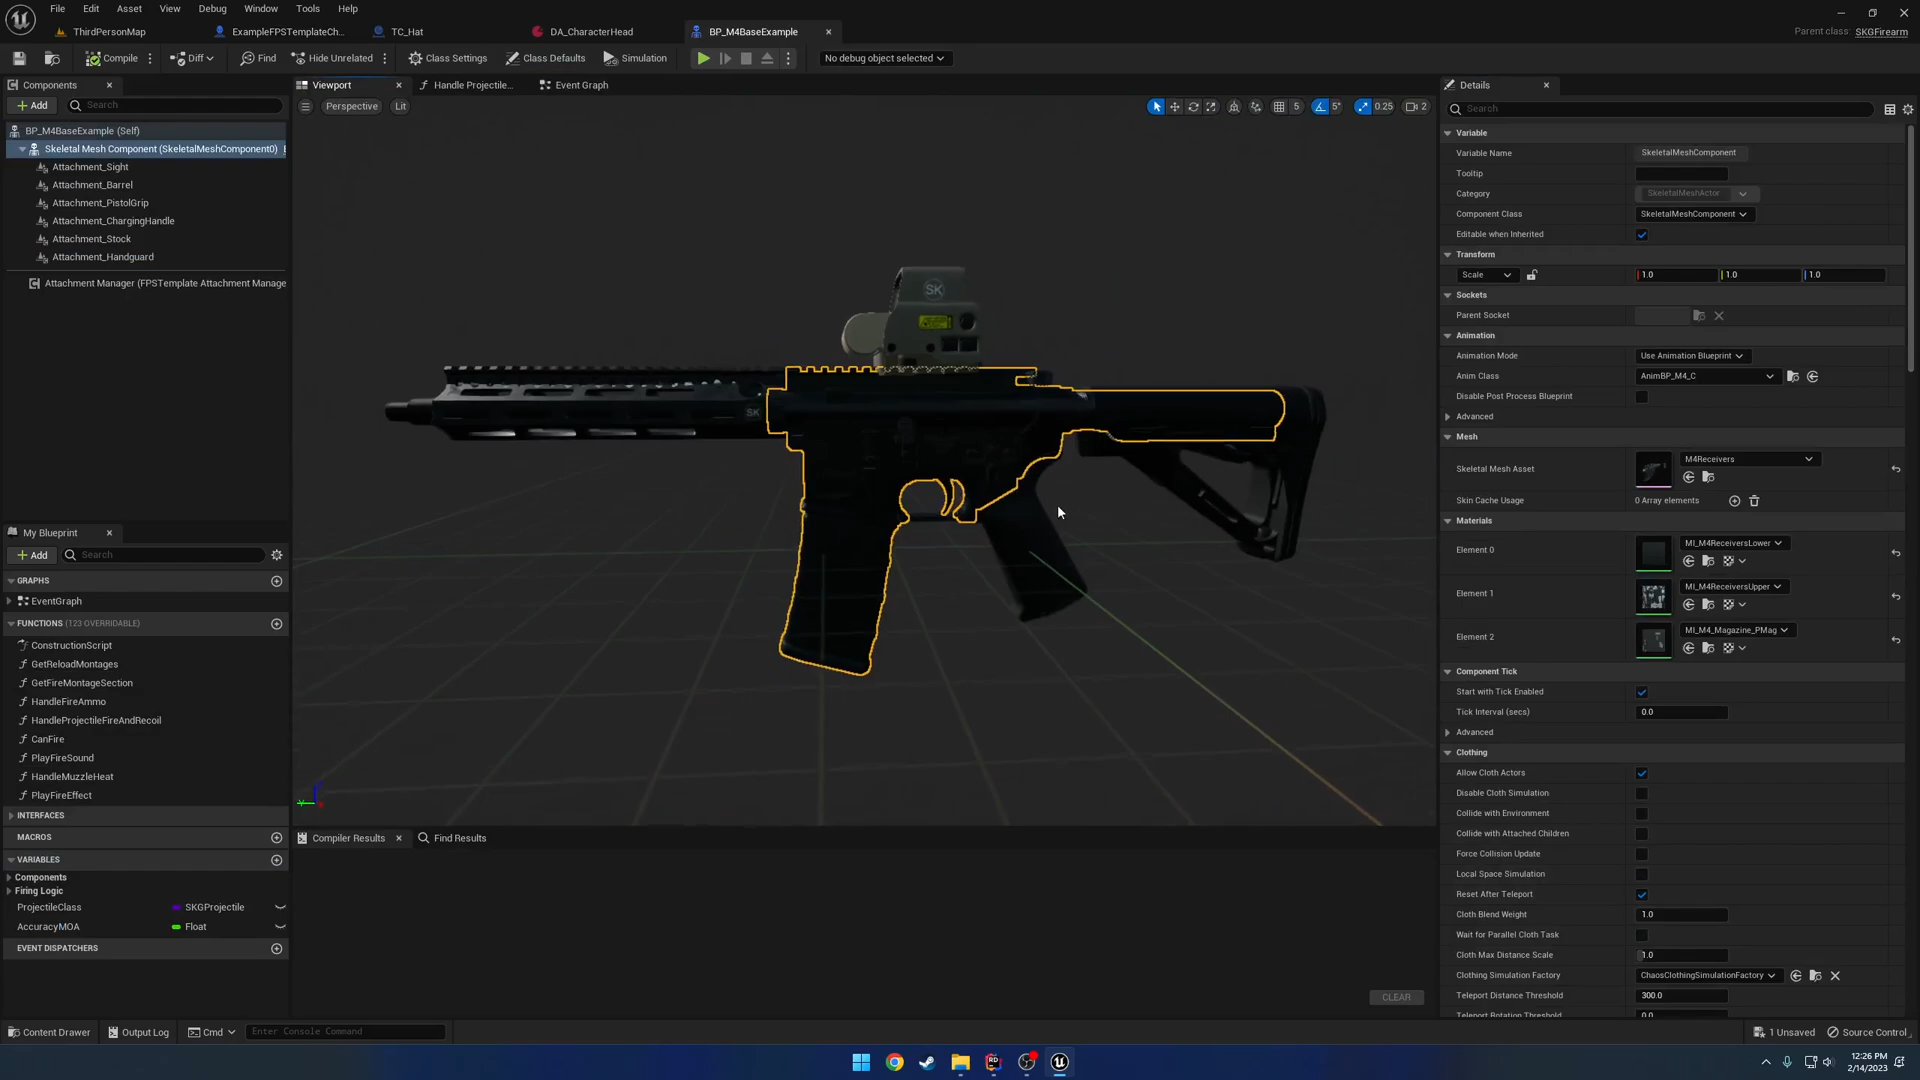 File Edit Asset View Debug Window Tools Help
ThirdPersonMap ExampleFPSTemplateCh... TC_Hat DA_CharacterHead BP_M4BaseExample
Parent class: SKGFirearm
Compile Diff Find Hide Unrelated Class Settings Class Defaults Simulation No debug object selected
Components
Add Search
BP_M4BaseExample (Self)
Skeletal Mesh Component (SkeletalMeshComponent0)
Attachment_Sight
Attachment_Barrel
Attachment_PistolGrip
Attachment_ChargingHandle
Attachment_Stock
Attachment_Handguard
Attachment Manager (FPSTemplate Attachment Manage
My Blueprint
Add Search
GRAPHS
EventGraph
FUNCTIONS (123 OVERRIDABLE)
ConstructionScript
GetReloadMontages
GetFireMontageSection
HandleFireAmmo
HandleProjectileFireAndRecoil
CanFire
PlayFireSound
HandleMuzzleHeat
PlayFireEffect
INTERFACES
MACROS
VARIABLES
Components
Firing Logic
ProjectileClass SKGProjectile
AccuracyMOA Float
EVENT DISPATCHERS
Viewport Handle Projectile... Event Graph
Perspective Lit 5 5° 0.25 2
SK
SK
Compiler Results Find Results
CLEAR
Details
Search
Variable
Variable Name SkeletalMeshComponent
Tooltip
Category SkeletalMeshActor
Component Class SkeletalMeshComponent
Editable when Inherited
Transform
Scale 1.0 1.0 1.0
Sockets
Parent Socket
Animation
Animation Mode Use Animation Blueprint
Anim Class AnimBP_M4_C
Disable Post Process Blueprint
Advanced
Mesh
Skeletal Mesh Asset M4Receivers
Skin Cache Usage 0 Array elements
Materials
Element 0 MI_M4ReceiversLower
Element 1 MI_M4ReceiversUpper
Element 2 MI_M4_Magazine_PMag
Component Tick
Start with Tick Enabled
Tick Interval (secs) 0.0
Advanced
Clothing
Allow Cloth Actors
Disable Cloth Simulation
Collide with Environment
Collide with Attached Children
Force Collision Update
Local Space Simulation
Reset After Teleport
Cloth Blend Weight 1.0
Wait for Parallel Cloth Task
Cloth Max Distance Scale 1.0
Clothing Simulation Factory ChaosClothingSimulationFactory
Teleport Distance Threshold 300.0
Teleport Rotation Threshold 0.0
Content Drawer Output Log Cmd Enter Console Command 1 Unsaved Source Control
12:26 PM
2/14/2023